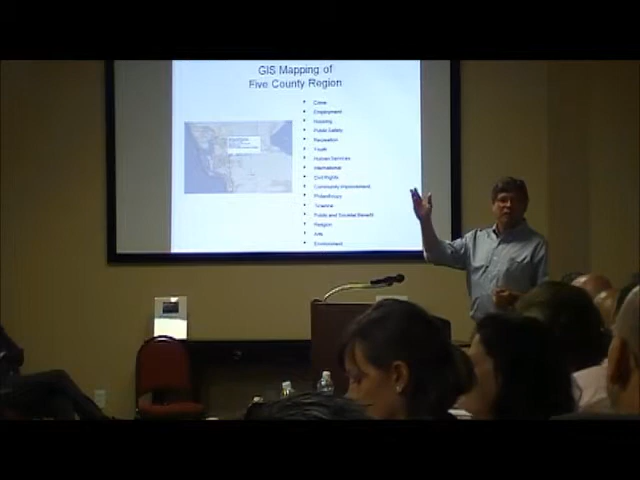 GIS Mapping of
Five County Region
• Crime
• Employment
• Housing
• Public Safety
• Recreation
• Youth
• Human Services
• International
• Civil Rights
• Community Improvement
• Philanthropy
• Public and Societal Benefit
• Religion
• Arts
• Environment